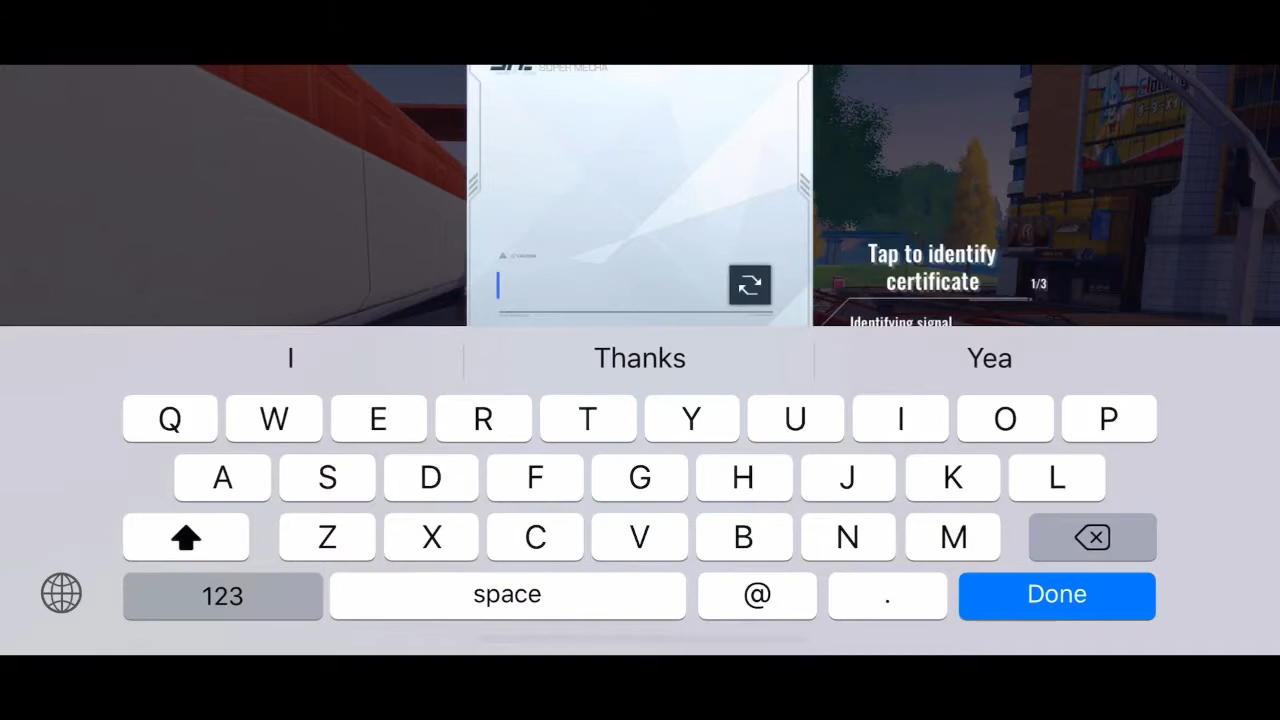 SUPER MECHA
Tap to identify
certificate
1/3
Identifying signal
I
Thanks
Yea
Q W E R T Y U I O P
A S D F G H J K L
Z X C V B N M
123
space
@
.
Done